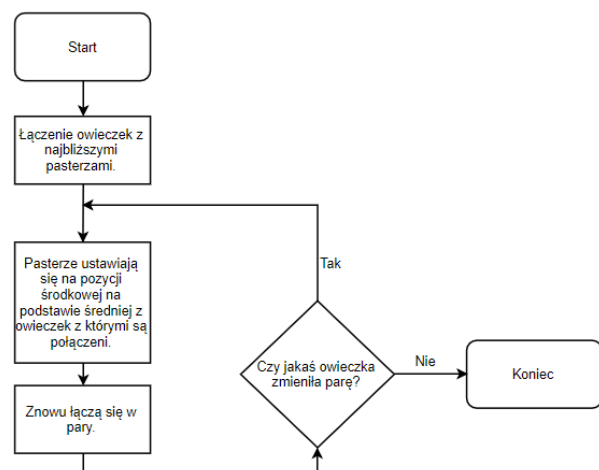 Start
Łączenie owieczek z
najbliższymi
pasterzami.
Pasterze ustawiają
się na pozycji
środkowej na
podstawie średniej z
owieczek z którymi są
połączeni.
Znowu łączą się w
pary.
Tak
Czy jakaś owieczka
zmieniła parę?
Nie
Koniec